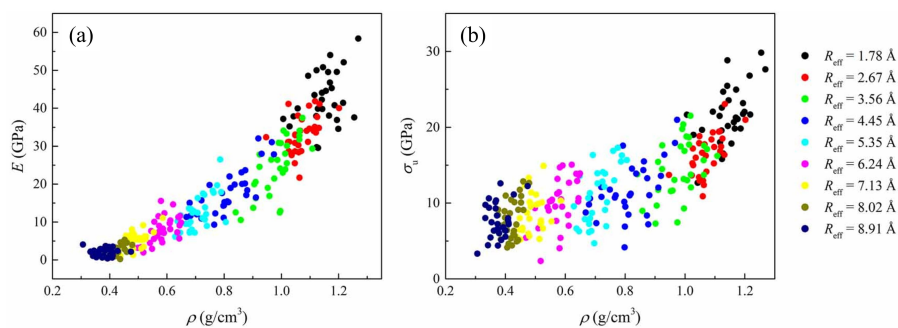 (a)
60
50
40
30
20
10
0
E (GPa)
0.2 0.4 0.6 0.8 1.0 1.2
ρ (g/cm³)
(b)
30
20
10
0
σu (GPa)
0.2 0.4 0.6 0.8 1.0 1.2
ρ (g/cm³)
Reff = 1.78 Å
Reff = 2.67 Å
Reff = 3.56 Å
Reff = 4.45 Å
Reff = 5.35 Å
Reff = 6.24 Å
Reff = 7.13 Å
Reff = 8.02 Å
Reff = 8.91 Å